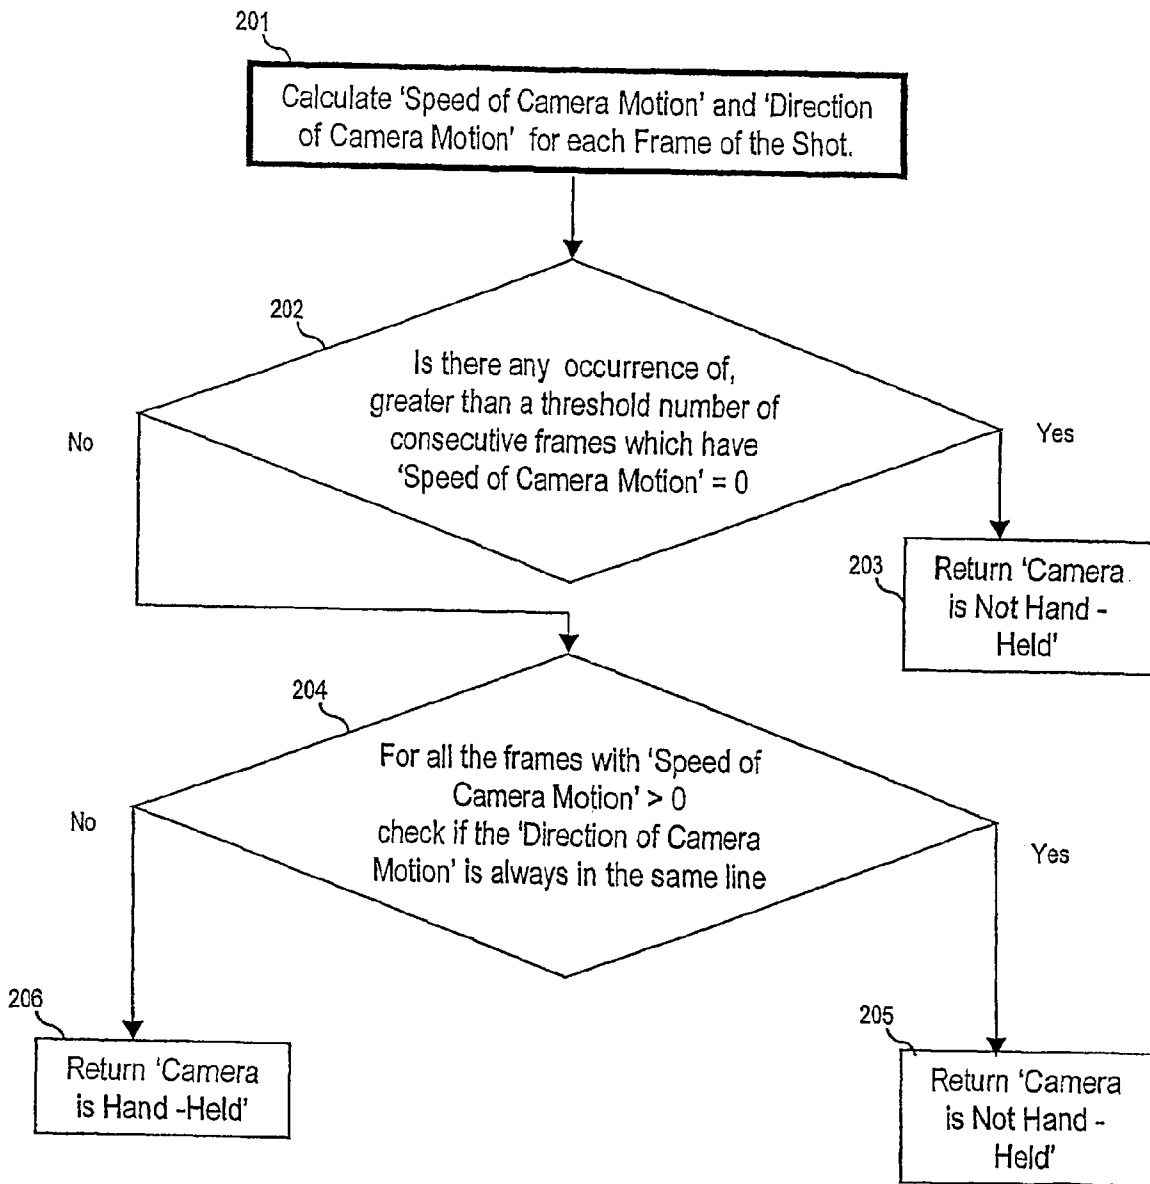 201
Calculate ‘Speed of Camera Motion’ and ‘Direction
of Camera Motion’ for each Frame of the Shot.
202
Is there any occurrence of,
greater than a threshold number of
consecutive frames which have
‘Speed of Camera Motion’ = 0
No
Yes
203
Return ‘Camera
is Not Hand -
Held’
204
For all the frames with ‘Speed of
Camera Motion’ > 0
check if the ‘Direction of Camera
Motion’ is always in the same line
No
Yes
206
Return ‘Camera
is Hand -Held’
205
Return ‘Camera
is Not Hand -
Held’